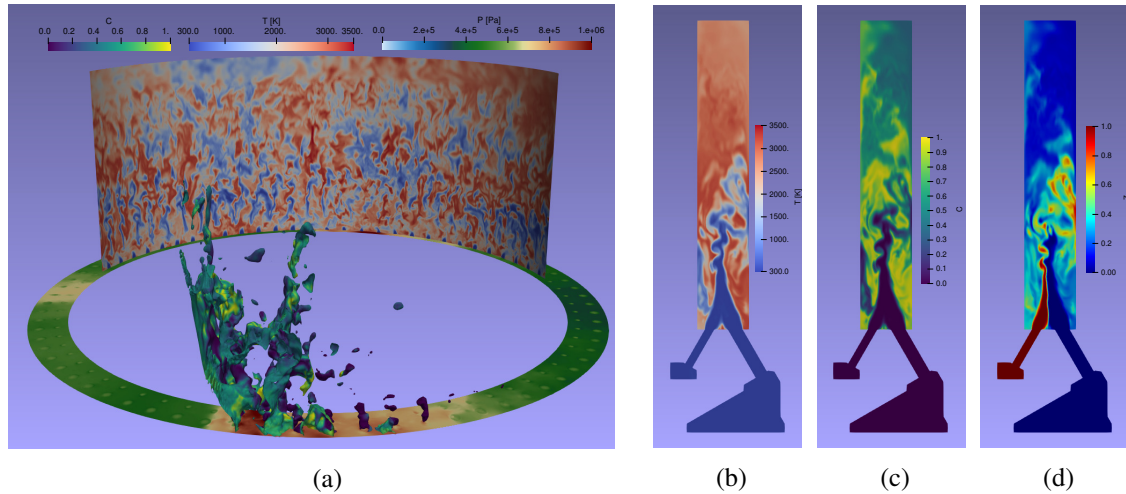 C T [K] P [Pa]
0.0 0.2 0.4 0.6 0.8 1. 300.0 1000. 2000. 3000. 3500. 0.0 2.e+5 4.e+5 6.e+5 8.e+5 1.e+06
3500. 3000. 2500. 2000. 1500. 1000. 300.0
T [K]
1. 0.9 0.8 0.7 0.6 0.5 0.4 0.3 0.2 0.1 0.0
C
1.0 0.8 0.6 0.4 0.2 0.00
(a) (b) (c) (d)